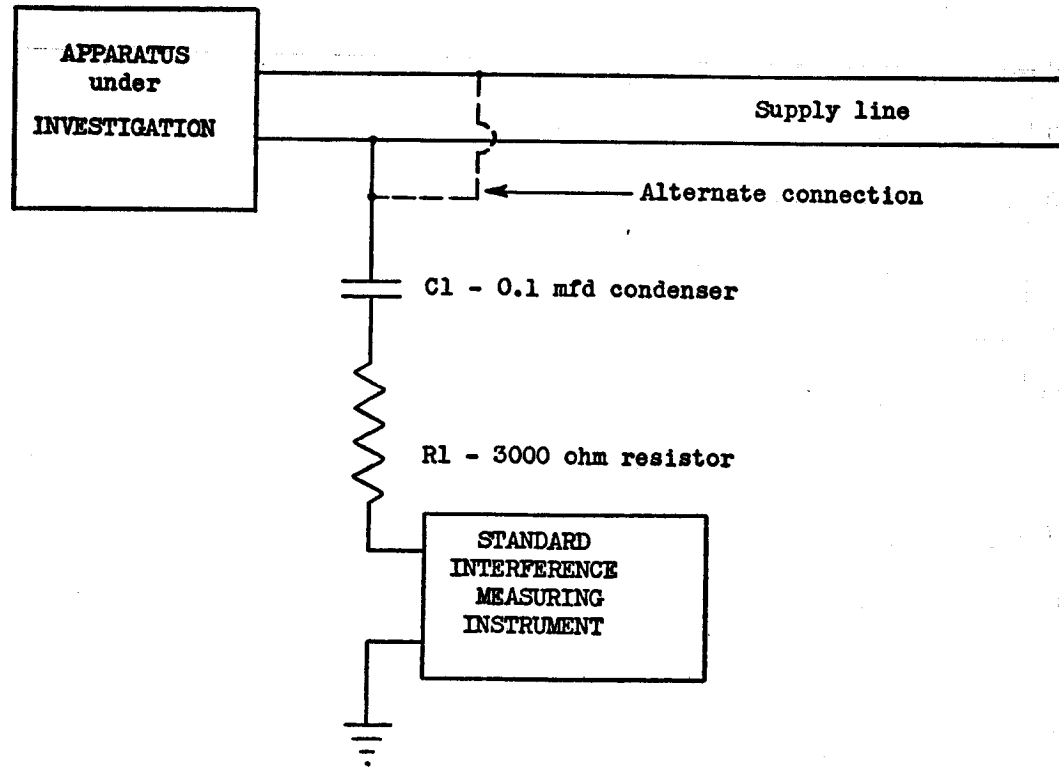 APPARATUS
under
INVESTIGATION
Supply line
Alternate connection
C1 - 0.1 mfd condenser
R1 - 3000 ohm resistor
STANDARD
INTERFERENCE
MEASURING
INSTRUMENT